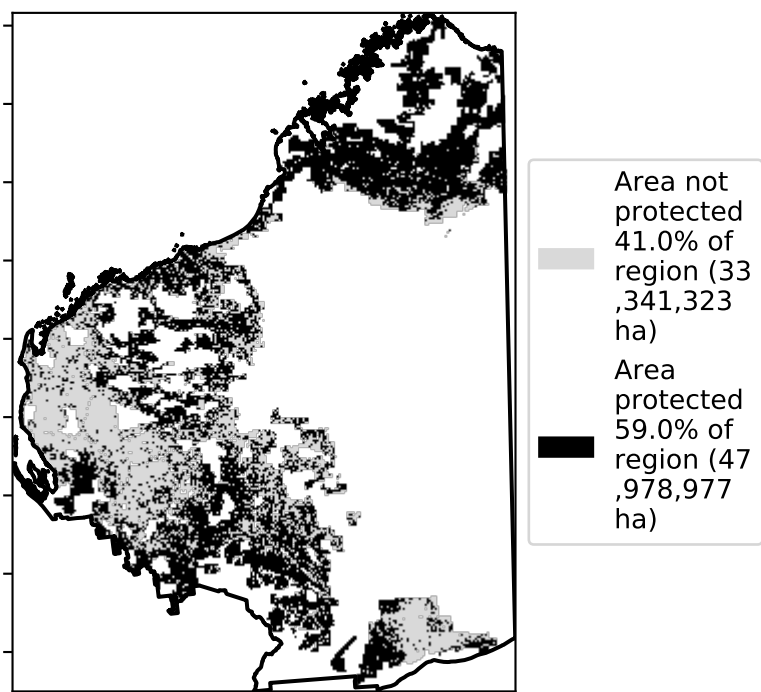 Area not
protected
41.0% of
region (33
,341,323
ha)
Area
protected
59.0% of
region (47
,978,977
ha)